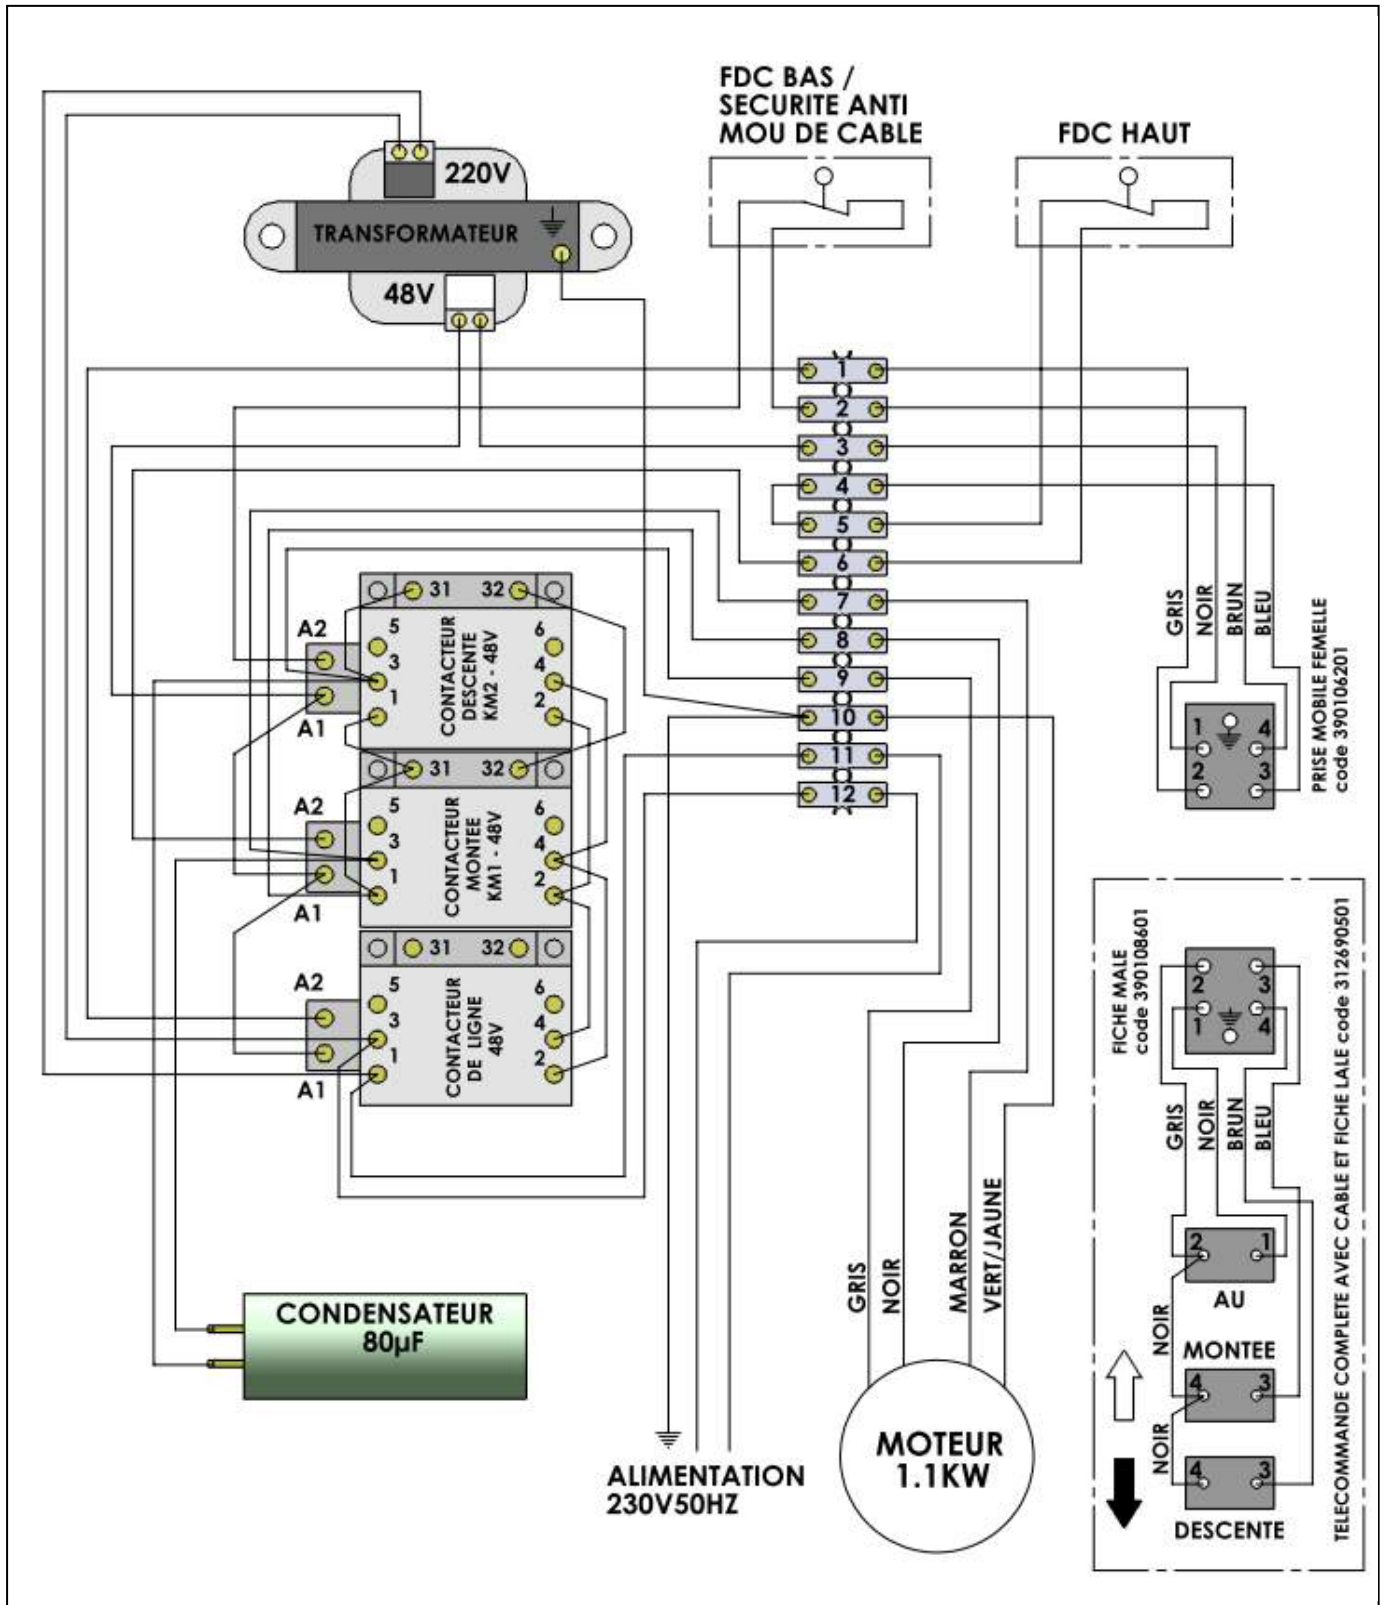 FDC BAS /
SECURITE ANTI
MOU DE CABLE
FDC HAUT
220V
TRANSFORMATEUR
48V
1
2
3
4
5
6
7
8
9
10
11
12
31 32
A2
5 6
3 4
1 2
A1
CONTACTEUR
DESCENTE
KM2 - 48V
31 32
A2
5 6
3 4
1 2
A1
CONTACTEUR
MONTEE
KM1 - 48V
31 32
A2
5 6
3 4
1 2
A1
CONTACTEUR
DE LIGNE
48V
GRIS
NOIR
BRUN
BLEU
PRISE MOBILE FEMELLE
code 390106201
1 4
2 3
FICHE MALE
code 390108601
2 3
1 4
GRIS
NOIR
BRUN
BLEU
2 1
AU
NOIR
MONTEE
4 3
NOIR
4 3
DESCENTE
TELECOMMANDE COMPLETE AVEC CABLE ET FICHE LALE code 312690501
CONDENSATEUR
80µF
GRIS
NOIR
MARRON
VERT/JAUNE
MOTEUR
1.1KW
ALIMENTATION
230V50HZ